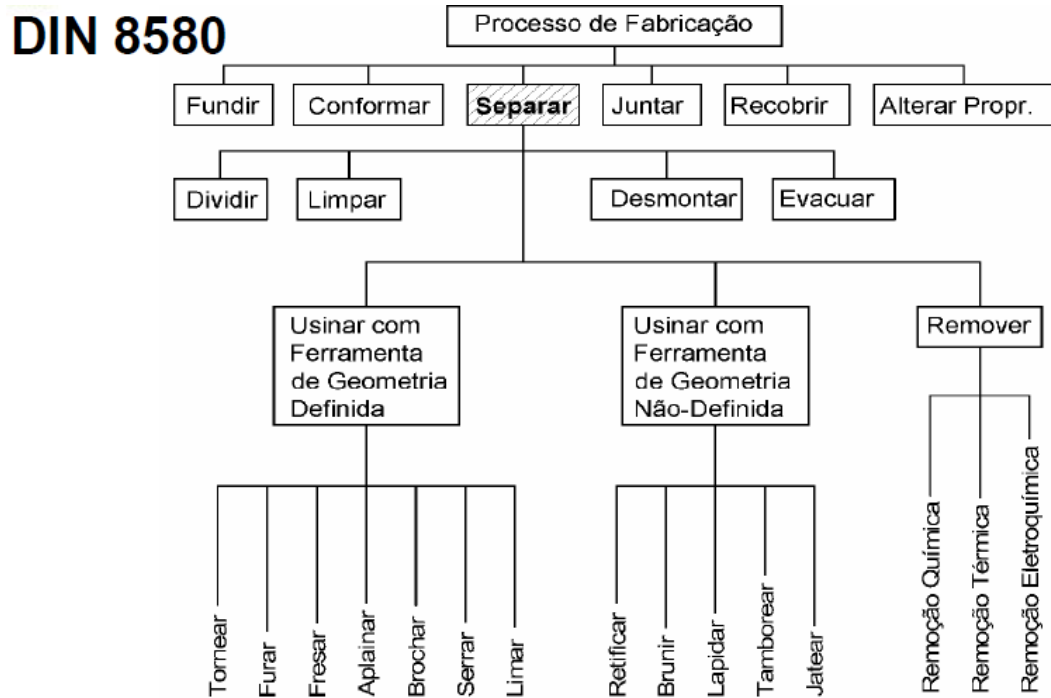 DIN 8580
Processo de Fabricação
Fundir
Conformar
Separar
Juntar
Recobrir
Alterar Propr.
Dividir
Limpar
Desmontar
Evacuar
Usinar com
Ferramenta
de Geometria
Definida
Usinar com
Ferramenta
de Geometria
Não-Definida
Remover
Tornear
Furar
Fresar
Aplainar
Brochar
Serrar
Limar
Retificar
Brunir
Lapidar
Tamborear
Jatear
Remoção Química
Remoção Térmica
Remoção Eletroquímica